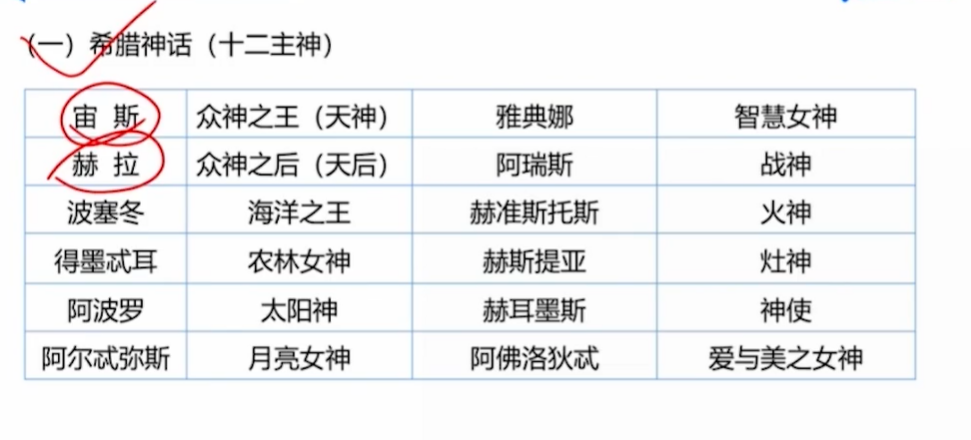 （一）希腊神话（十二主神）
宙 斯 众神之王（天神） 雅典娜 智慧女神
赫 拉 众神之后（天后） 阿瑞斯 战神
波塞冬 海洋之王 赫准斯托斯 火神
得墨忒耳 农林女神 赫斯提亚 灶神
阿波罗 太阳神 赫耳墨斯 神使
阿尔忒弥斯 月亮女神 阿佛洛狄忒 爱与美之女神